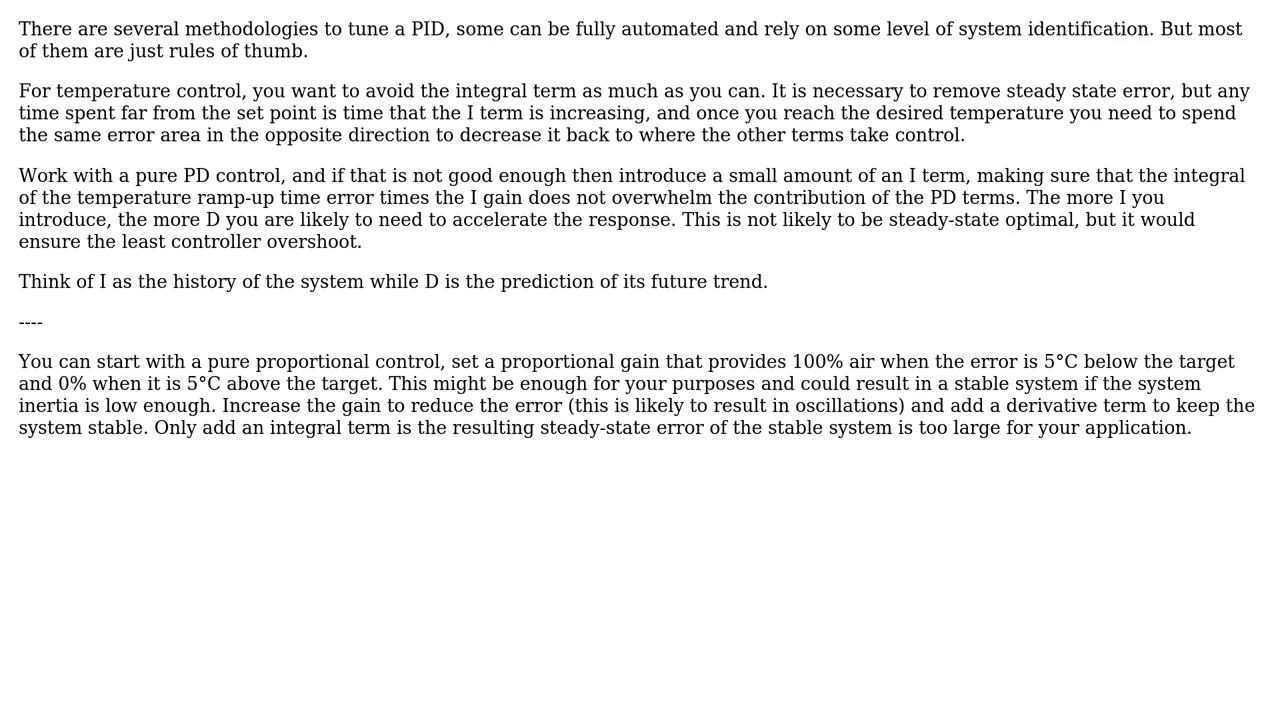 There are several methodologies to tune a PID, some can be fully automated and rely on some level of system identification. But most
of them are just rules of thumb.
For temperature control, you want to avoid the integral term as much as you can. It is necessary to remove steady state error, but any
time spent far from the set point is time that the I term is increasing, and once you reach the desired temperature you need to spend
the same error area in the opposite direction to decrease it back to where the other terms take control.
Work with a pure PD control, and if that is not good enough then introduce a small amount of an I term, making sure that the integral
of the temperature ramp-up time error times the I gain does not overwhelm the contribution of the PD terms. The more I you
introduce, the more D you are likely to need to accelerate the response. This is not likely to be steady-state optimal, but it would
ensure the least controller overshoot.
Think of I as the history of the system while D is the prediction of its future trend.
----
You can start with a pure proportional control, set a proportional gain that provides 100% air when the error is 5°C below the target
and 0% when it is 5°C above the target. This might be enough for your purposes and could result in a stable system if the system
inertia is low enough. Increase the gain to reduce the error (this is likely to result in oscillations) and add a derivative term to keep the
system stable. Only add an integral term is the resulting steady-state error of the stable system is too large for your application.